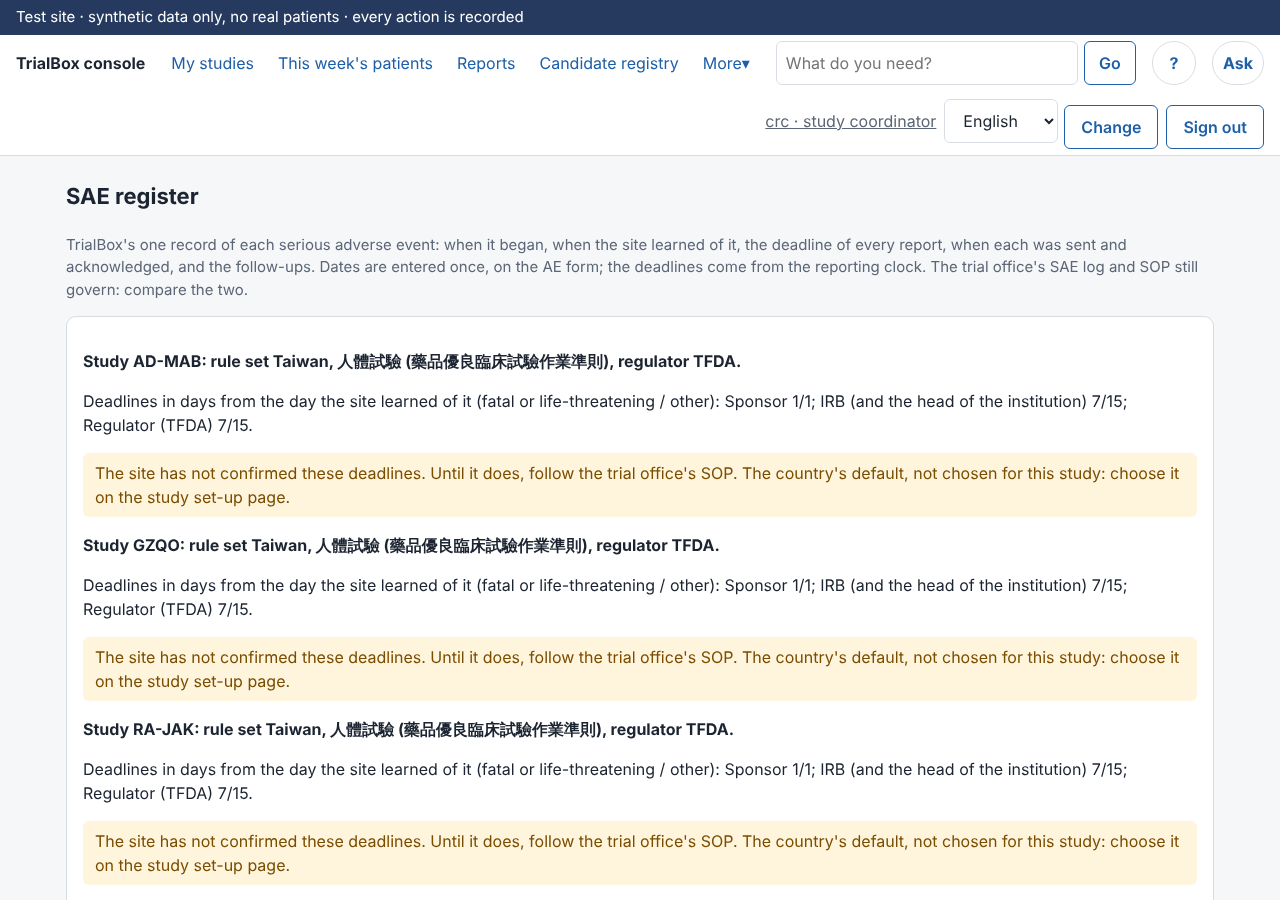 Test site · synthetic data only, no real patients · every action is recorded
TrialBox console My studies This week's patients Reports Candidate registry More▾ What do you need? Go ? Ask
crc · study coordinator English Change Sign out
SAE register
TrialBox's one record of each serious adverse event: when it began, when the site learned of it, the deadline of every report, when each was sent and
acknowledged, and the follow-ups. Dates are entered once, on the AE form; the deadlines come from the reporting clock. The trial office's SAE log and SOP still
govern: compare the two.
Study AD-MAB: rule set Taiwan, 人體試驗 (藥品優良臨床試驗作業準則), regulator TFDA.
Deadlines in days from the day the site learned of it (fatal or life-threatening / other): Sponsor 1/1; IRB (and the head of the institution) 7/15;
Regulator (TFDA) 7/15.
The site has not confirmed these deadlines. Until it does, follow the trial office's SOP. The country's default, not chosen for this study: choose it
on the study set-up page.
Study GZQO: rule set Taiwan, 人體試驗 (藥品優良臨床試驗作業準則), regulator TFDA.
Deadlines in days from the day the site learned of it (fatal or life-threatening / other): Sponsor 1/1; IRB (and the head of the institution) 7/15;
Regulator (TFDA) 7/15.
The site has not confirmed these deadlines. Until it does, follow the trial office's SOP. The country's default, not chosen for this study: choose it
on the study set-up page.
Study RA-JAK: rule set Taiwan, 人體試驗 (藥品優良臨床試驗作業準則), regulator TFDA.
Deadlines in days from the day the site learned of it (fatal or life-threatening / other): Sponsor 1/1; IRB (and the head of the institution) 7/15;
Regulator (TFDA) 7/15.
The site has not confirmed these deadlines. Until it does, follow the trial office's SOP. The country's default, not chosen for this study: choose it
on the study set-up page.